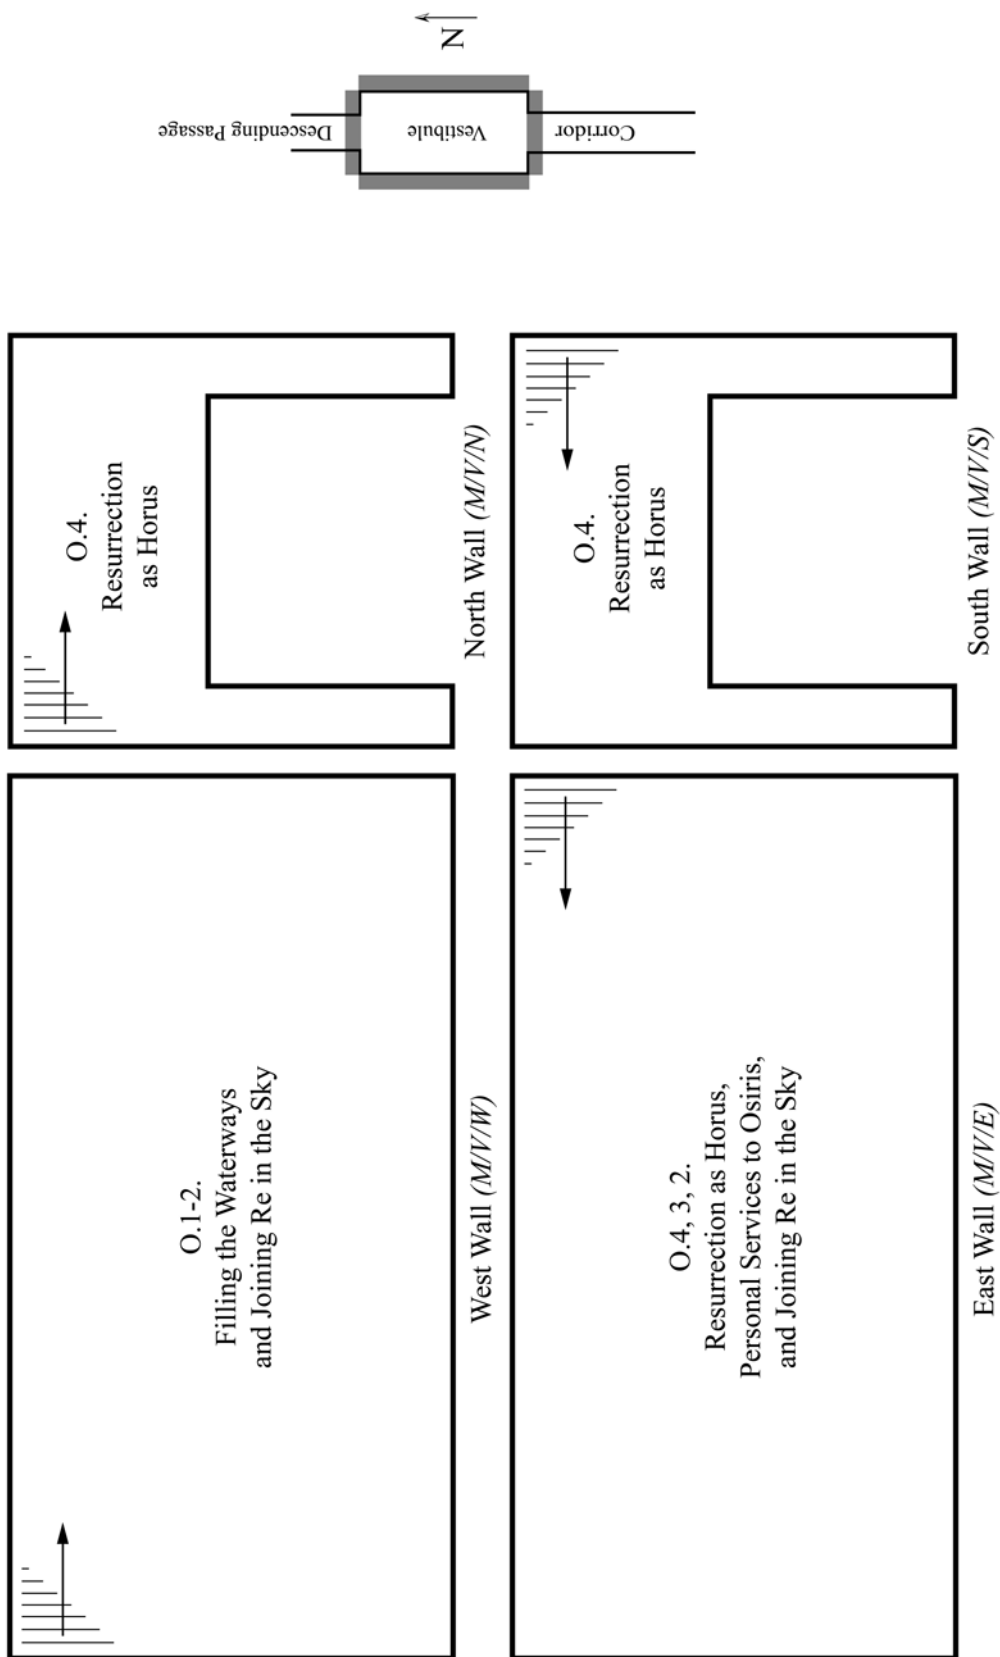 O.1-2.
Filling the Waterways
and Joining Re in the Sky
West Wall (M/V/W)
O.4.
Resurrection
as Horus
North Wall (M/V/N)
O.4, 3, 2.
Resurrection as Horus,
Personal Services to Osiris,
and Joining Re in the Sky
East Wall (M/V/E)
O.4.
Resurrection
as Horus
South Wall (M/V/S)
N
Descending Passage
Vestibule
Corridor